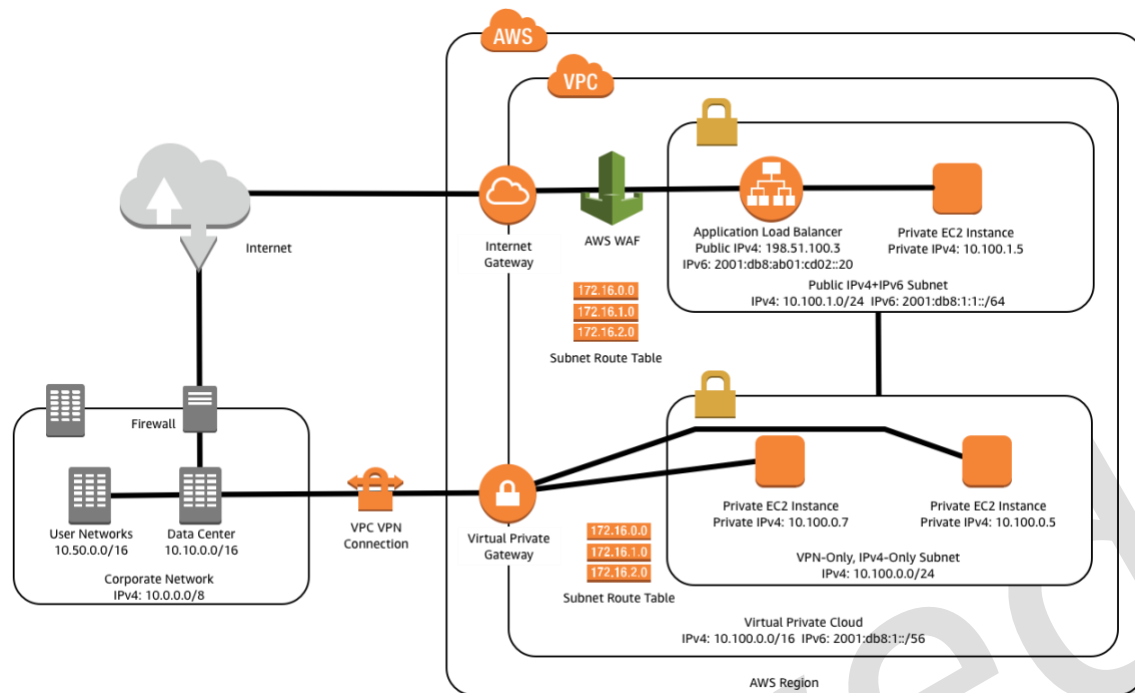 AWS
VPC
Internet
Internet
Gateway
AWS WAF
Application Load Balancer
Public IPv4: 198.51.100.3
IPv6: 2001:db8:ab01:cd02::20
Private EC2 Instance
Private IPv4: 10.100.1.5
Public IPv4+IPv6 Subnet
IPv4: 10.100.1.0/24 IPv6: 2001:db8:1:1::/64
172.16.0.0
172.16.1.0
172.16.2.0
Subnet Route Table
Firewall
User Networks
10.50.0.0/16
Data Center
10.10.0.0/16
Corporate Network
IPv4: 10.0.0.0/8
VPC VPN
Connection
Virtual Private
Gateway
172.16.0.0
172.16.1.0
172.16.2.0
Subnet Route Table
Private EC2 Instance
Private IPv4: 10.100.0.7
Private EC2 Instance
Private IPv4: 10.100.0.5
VPN-Only, IPv4-Only Subnet
IPv4: 10.100.0.0/24
Virtual Private Cloud
IPv4: 10.100.0.0/16 IPv6: 2001:db8:1::/56
AWS Region